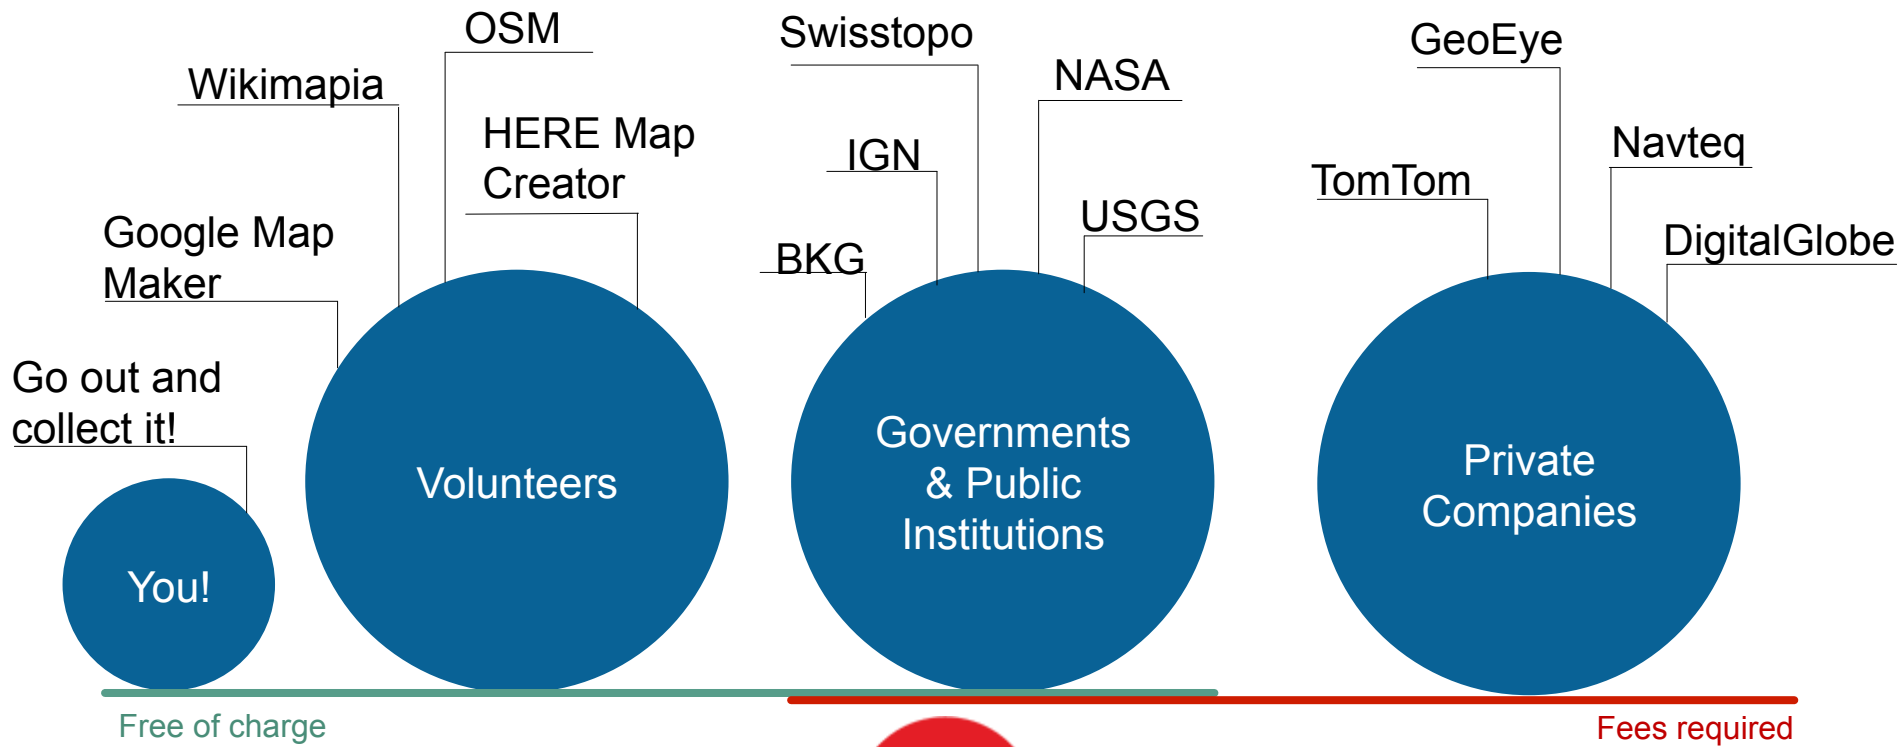 OSM
Swisstopo
GeoEye
Wikimapia
NASA
HERE Map
Creator
IGN
Navteq
TomTom
Google Map
Maker
USGS
BKG
DigitalGlobe
Go out and
collect it!
You!
Volunteers
Governments
& Public
Institutions
Private
Companies
Free of charge
Fees required